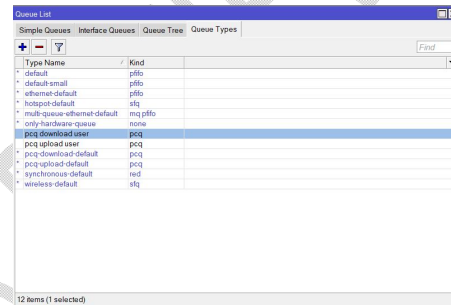 Queue List
Simple Queues Interface Queues Queue Tree Queue Types
Find
Type Name / Kind
* default pfifo
* default-small pfifo
* ethernet-default pfifo
* hotspot-default sfq
* multi-queue-ethernet-default mq pfifo
* only-hardware-queue none
pcq download user pcq
pcq upload user pcq
* pcq-download-default pcq
* pcq-upload-default pcq
* synchronous-default red
* wireless-default sfq
12 items (1 selected)